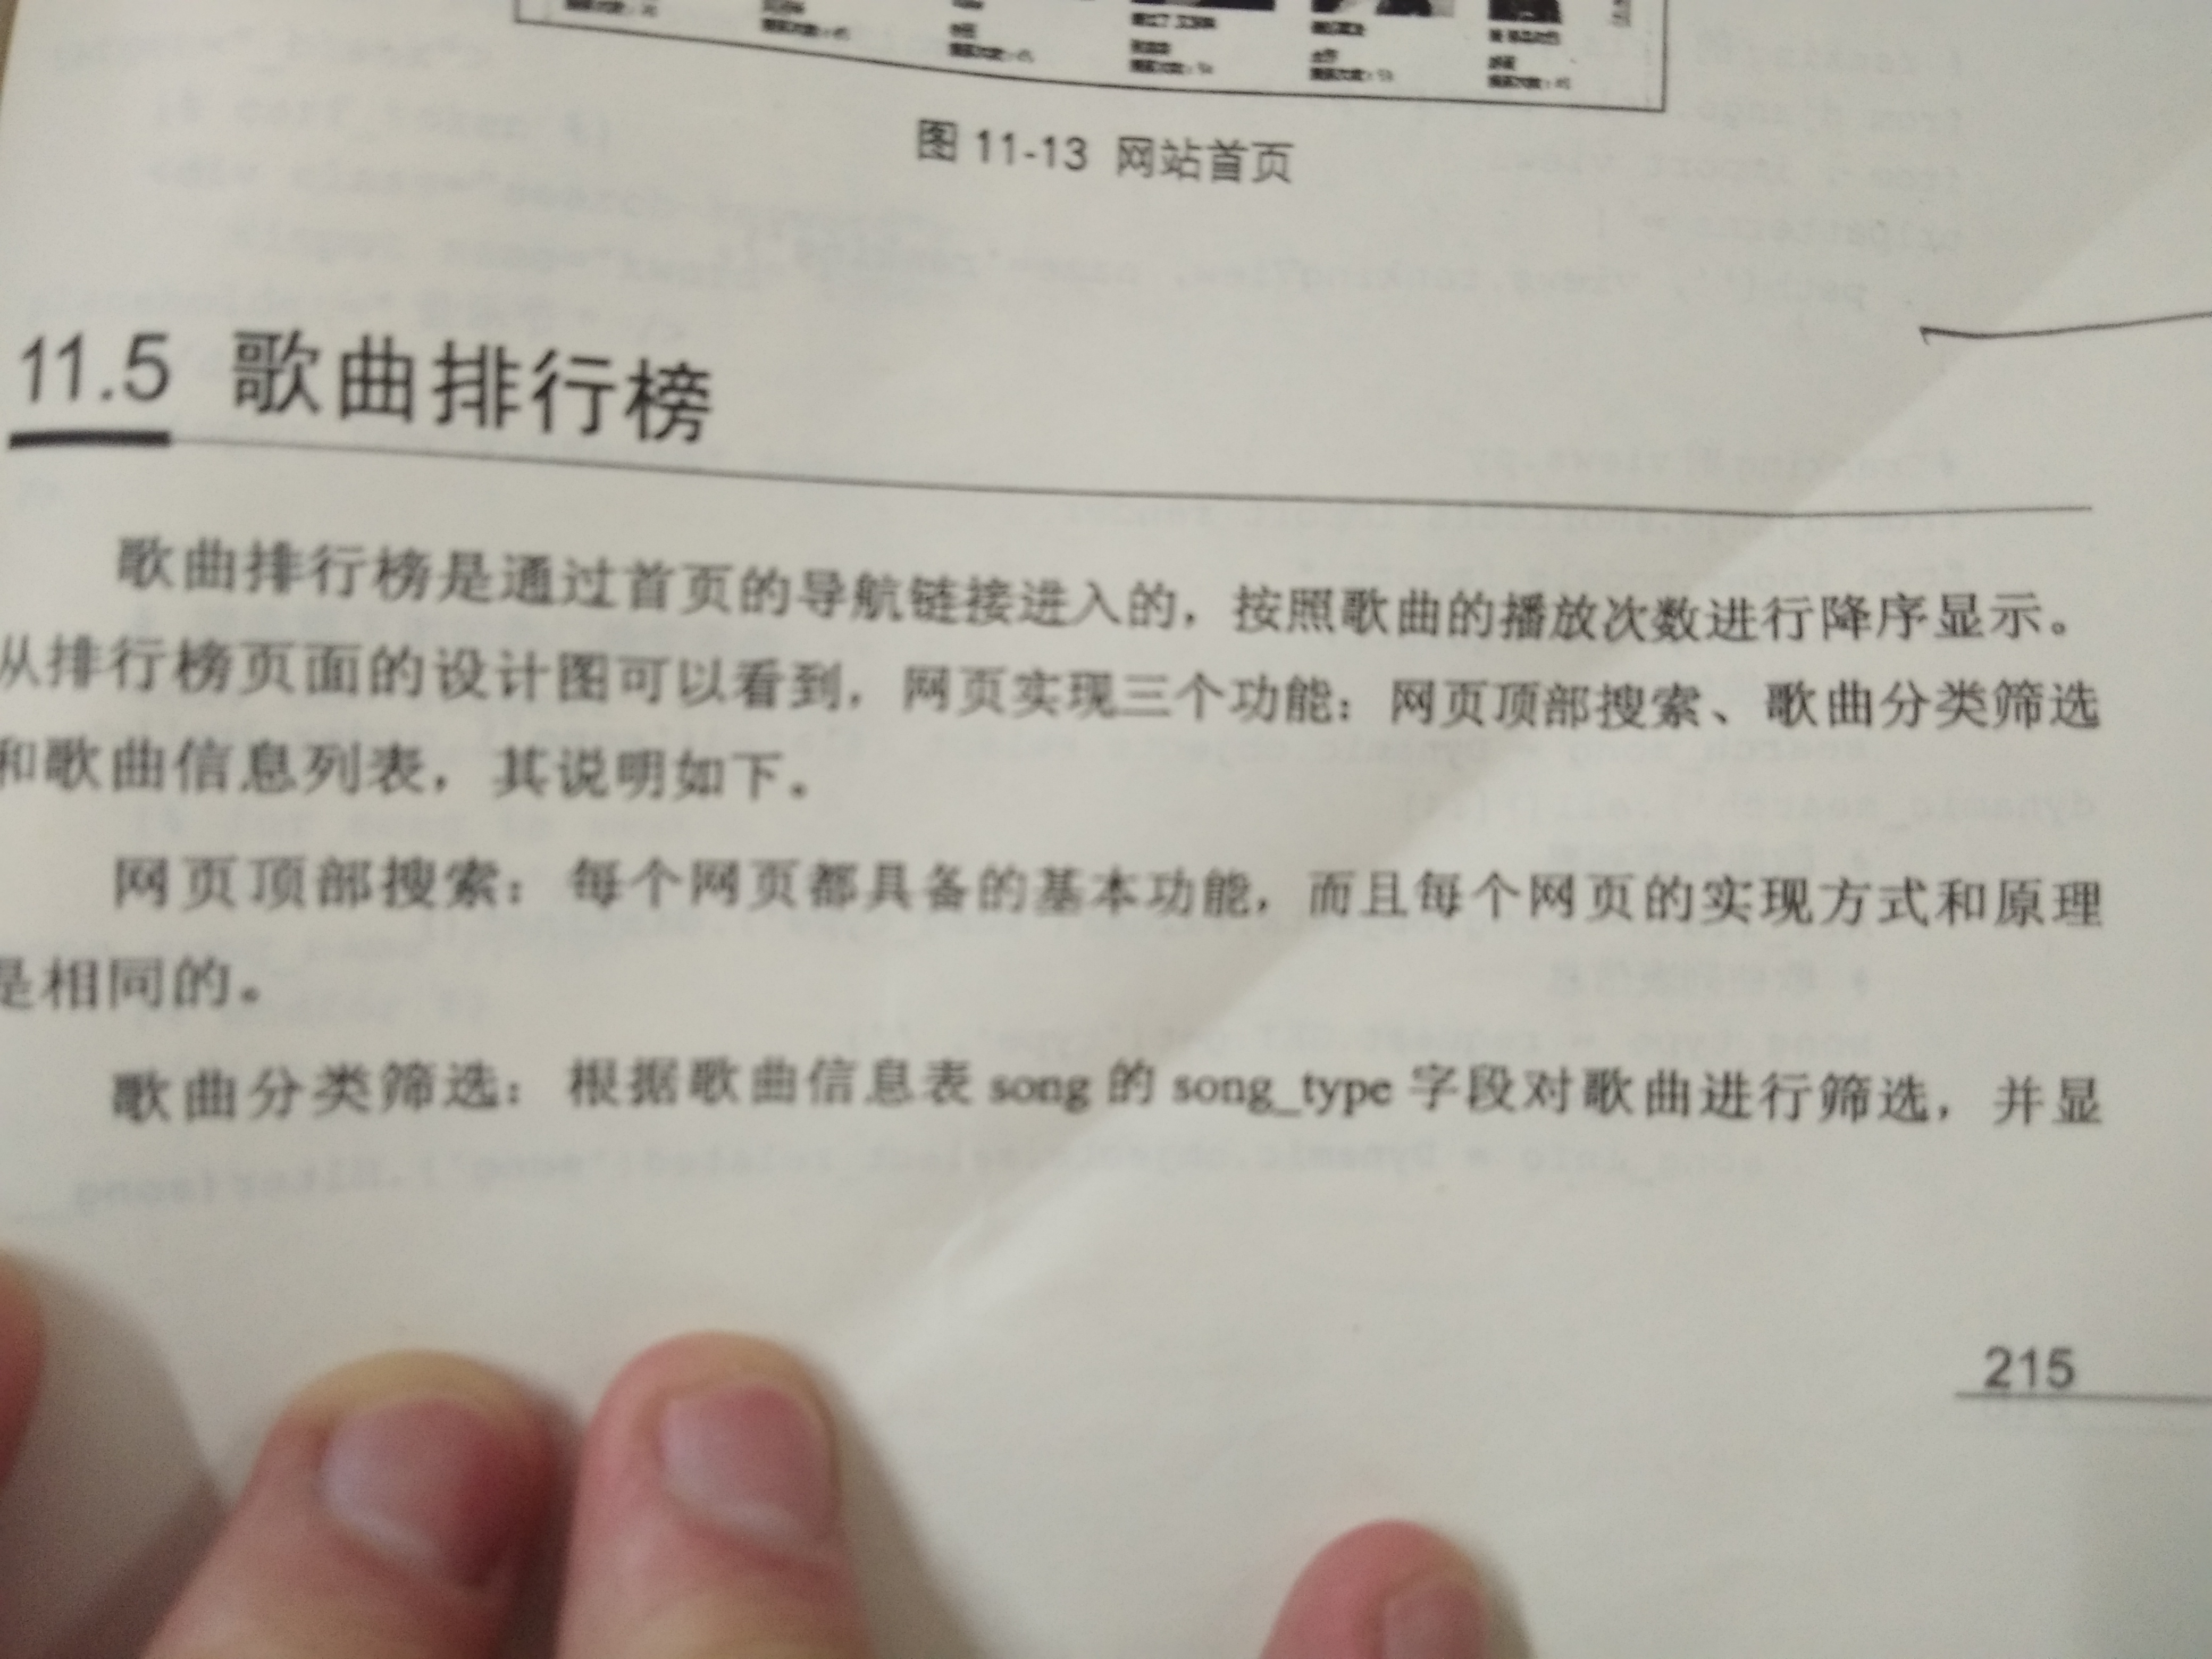 图 11-13 网站首页
11.5 歌曲排行榜
歌曲排行榜是通过首页的导航链接进入的，按照歌曲的播放次数进行降序显示。
从排行榜页面的设计图可以看到，网页实现三个功能：网页顶部搜索、歌曲分类筛选
和歌曲信息列表，其说明如下。
网页顶部搜索：每个网页都具备的基本功能，而且每个网页的实现方式和原理
是相同的。
歌曲分类筛选：根据歌曲信息表 song 的 song_type 字段对歌曲进行筛选，并显
215